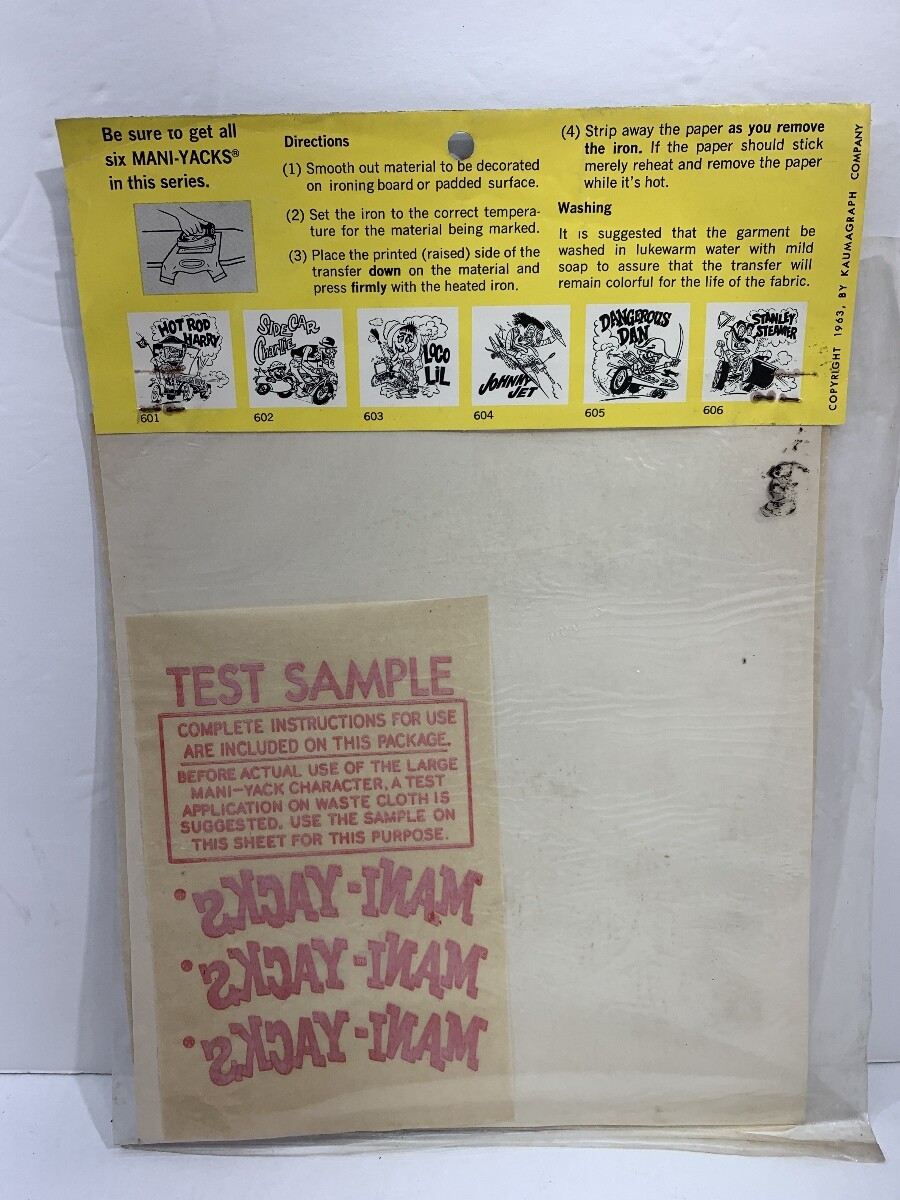 Be sure to get all
six MANI-YACKS®
in this series.
Directions
(1) Smooth out material to be decorated
on ironing board or padded surface.
(2) Set the iron to the correct tempera-
ture for the material being marked.
(3) Place the printed (raised) side of the
transfer down on the material and
press firmly with the heated iron.
(4) Strip away the paper as you remove
the iron. If the paper should stick
merely reheat and remove the paper
while it's hot.
Washing
It is suggested that the garment be
washed in lukewarm water with mild
soap to assure that the transfer will
remain colorful for the life of the fabric.
COPYRIGHT 1963, BY KAUMAGRAPH COMPANY
HOT ROD
HARRY
601
SIDE CAR
Charlie
602
LOCO
LIL
603
JOHNNY
JET
604
DANGEROUS
DAN
605
STANLEY
STEAMER
606
TEST SAMPLE
COMPLETE INSTRUCTIONS FOR USE
ARE INCLUDED ON THIS PACKAGE.
BEFORE ACTUAL USE OF THE LARGE
MANI-YACK CHARACTER, A TEST
APPLICATION ON WASTE CLOTH IS
SUGGESTED. USE THE SAMPLE ON
THIS SHEET FOR THIS PURPOSE.
MANI-YACKS®
MANI-YACKS®
MANI-YACKS®